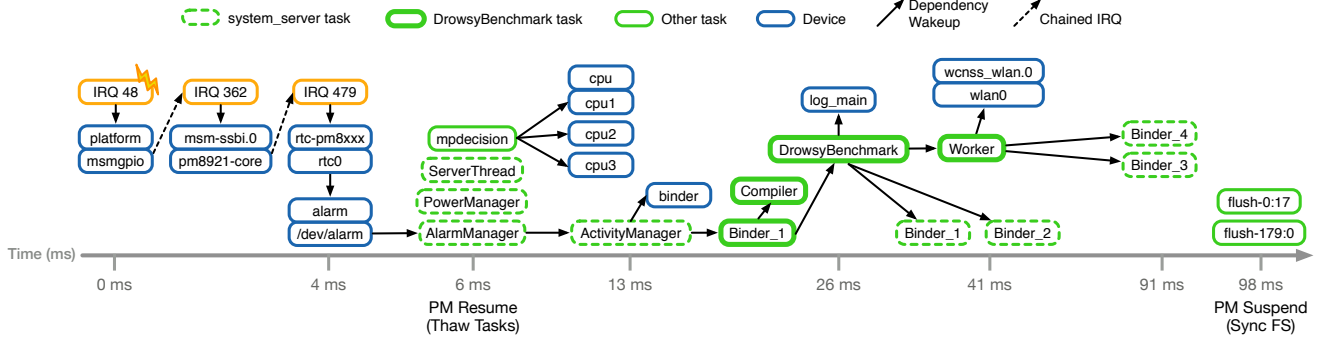 system_server task
DrowsyBenchmark task
Other task
Device
Dependency
Wakeup
Chained IRQ
IRQ 48
IRQ 362
IRQ 479
platform
msmgpio
msm-ssbi.0
pm8921-core
rtc-pm8xxx
rtc0
alarm
/dev/alarm
mpdecision
ServerThread
PowerManager
AlarmManager
cpu
cpu1
cpu2
cpu3
binder
ActivityManager
Compiler
Binder_1
log_main
DrowsyBenchmark
Worker
wcnss_wlan.0
wlan0
Binder_1
Binder_2
Binder_4
Binder_3
flush-0:17
flush-179:0
Time (ms)
0 ms
4 ms
6 ms
13 ms
26 ms
41 ms
91 ms
98 ms
PM Resume
(Thaw Tasks)
PM Suspend
(Sync FS)